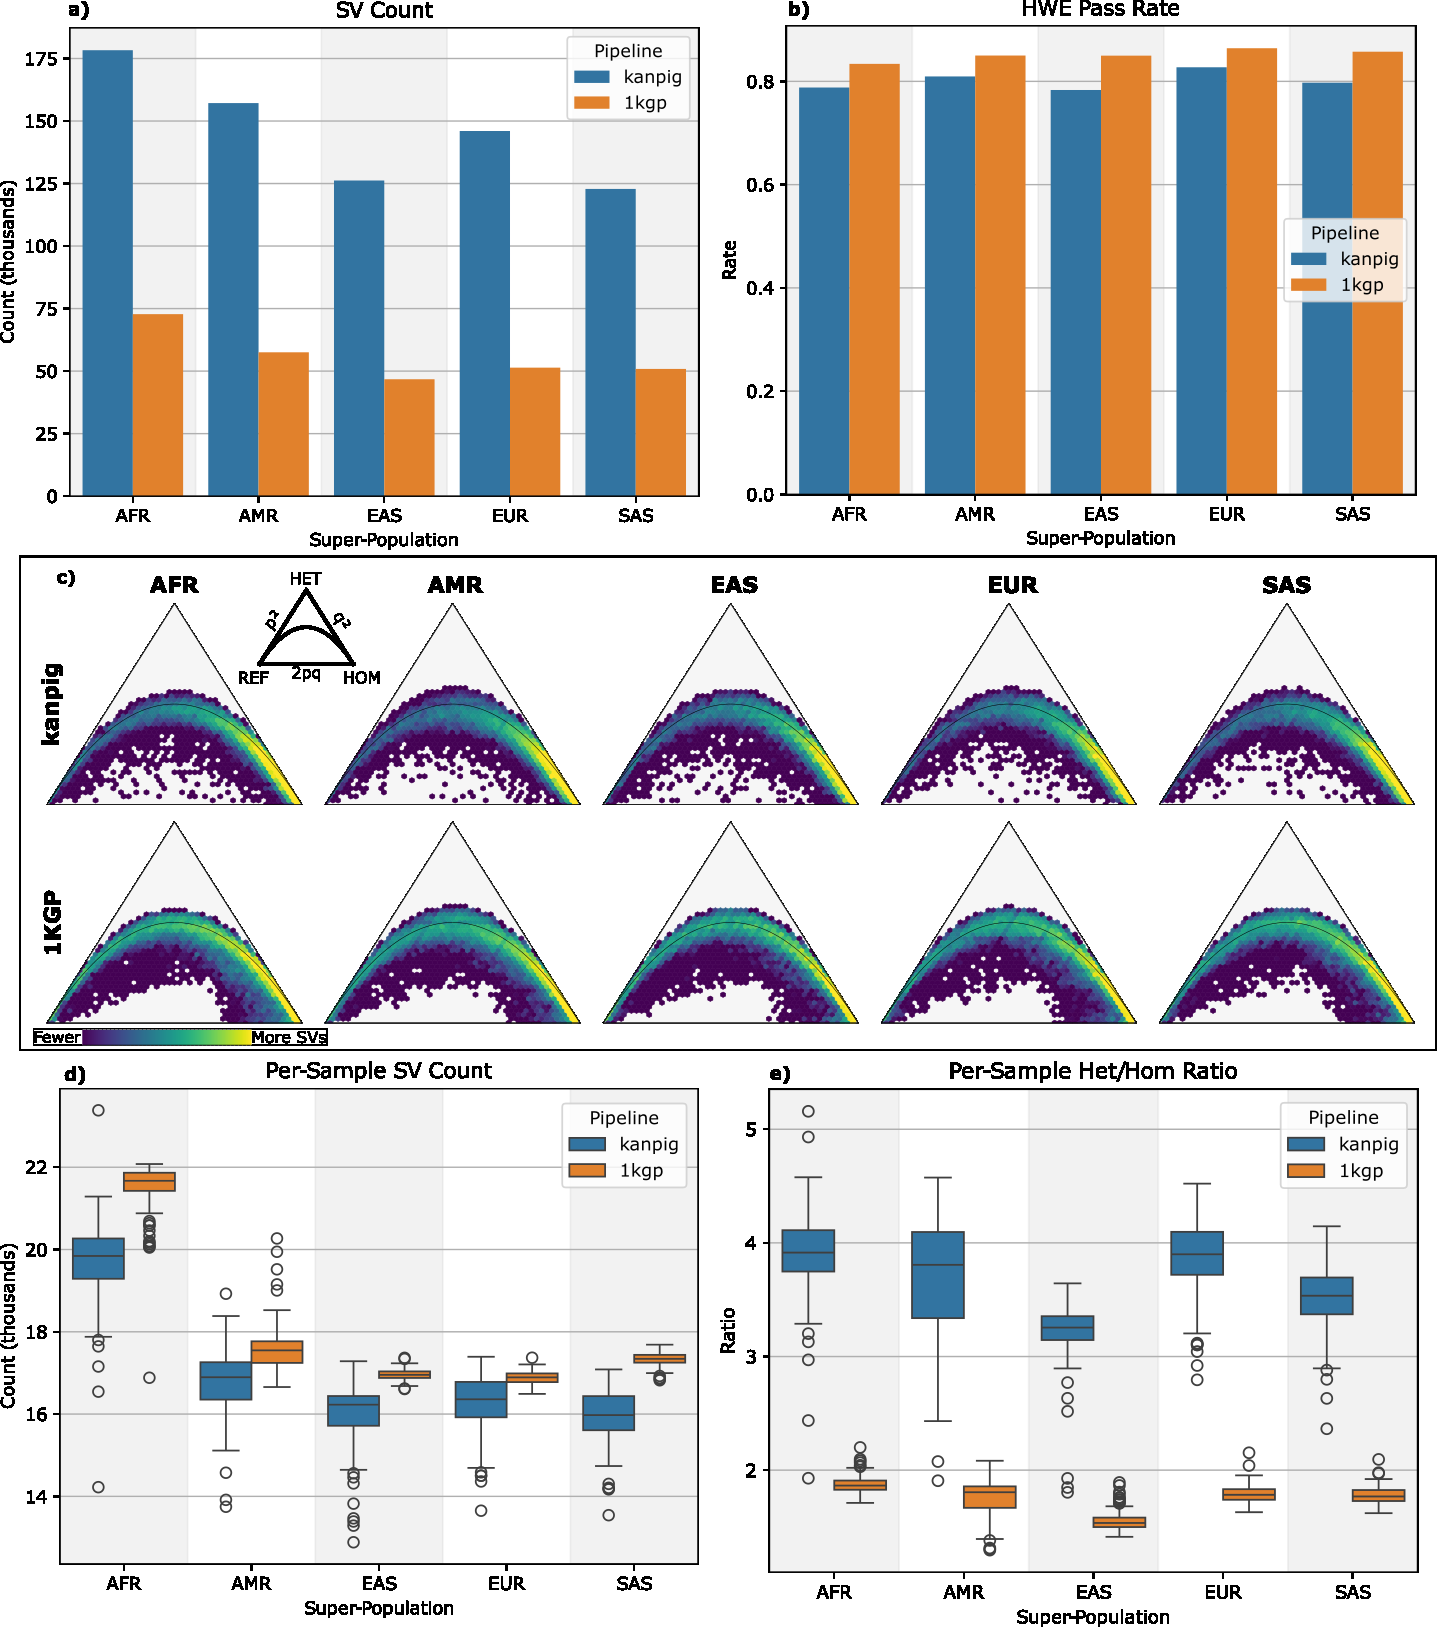 a) SV Count
Count (thousands)
175
150
125
100
75
50
25
0
Pipeline
kanpig
1kgp
AFR AMR EAS EUR SAS
Super-Population
b) HWE Pass Rate
Rate
0.8
0.6
0.4
0.2
0.0
Pipeline
kanpig
1kgp
AFR AMR EAS EUR SAS
Super-Population
c)
AFR AMR EAS EUR SAS
HET
p²
q²
REF
2pq
HOM
kanpig
1KGP
Fewer More SVs
d) Per-Sample SV Count
Count (thousands)
22
20
18
16
14
Pipeline
kanpig
1kgp
AFR AMR EAS EUR SAS
Super-Population
e) Per-Sample Het/Hom Ratio
Ratio
5
4
3
2
Pipeline
kanpig
1kgp
AFR AMR EAS EUR SAS
Super-Population